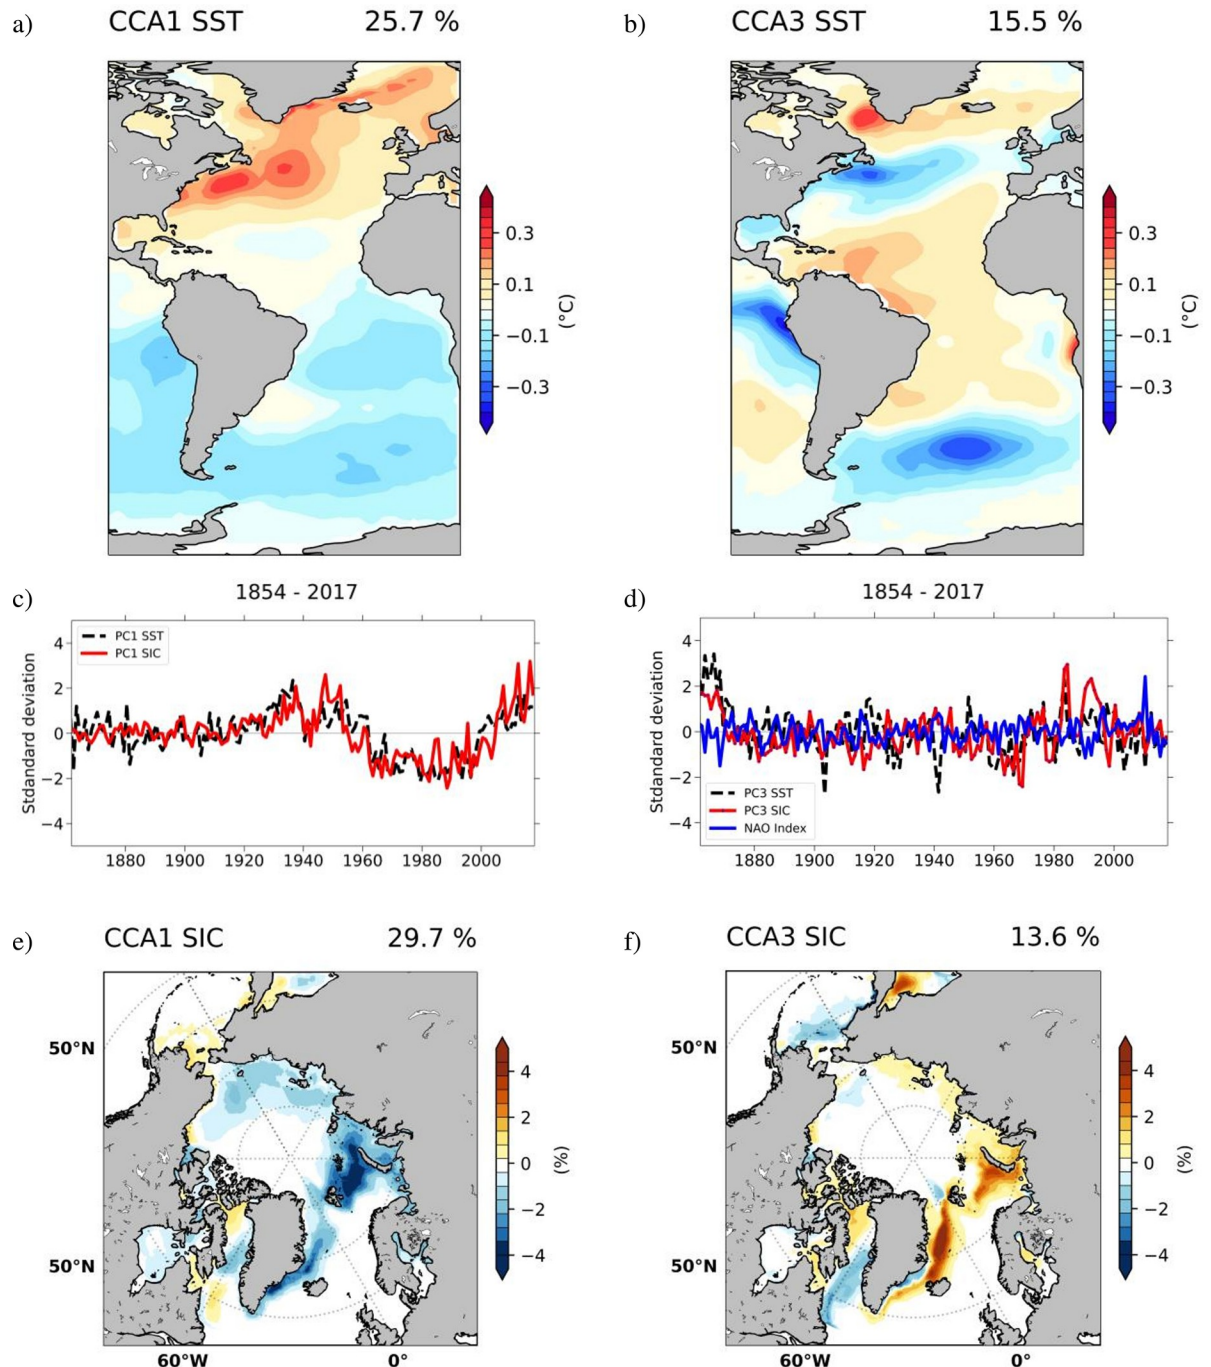 a) CCA1 SST 25.7 %
b) CCA3 SST 15.5 %
0.3
0.1
−0.1
−0.3
(°C)
0.3
0.1
−0.1
−0.3
(°C)
c) 1854 - 2017
Stdandard deviation
4
2
0
−2
−4
PC1 SST
PC1 SIC
1880 1900 1920 1940 1960 1980 2000
d) 1854 - 2017
Stdandard deviation
4
2
0
−2
−4
PC3 SST
PC3 SIC
NAO Index
1880 1900 1920 1940 1960 1980 2000
e) CCA1 SIC 29.7 %
50°N
50°N
60°W 0°
4
2
0
−2
−4
(%)
f) CCA3 SIC 13.6 %
50°N
50°N
60°W 0°
4
2
0
−2
−4
(%)